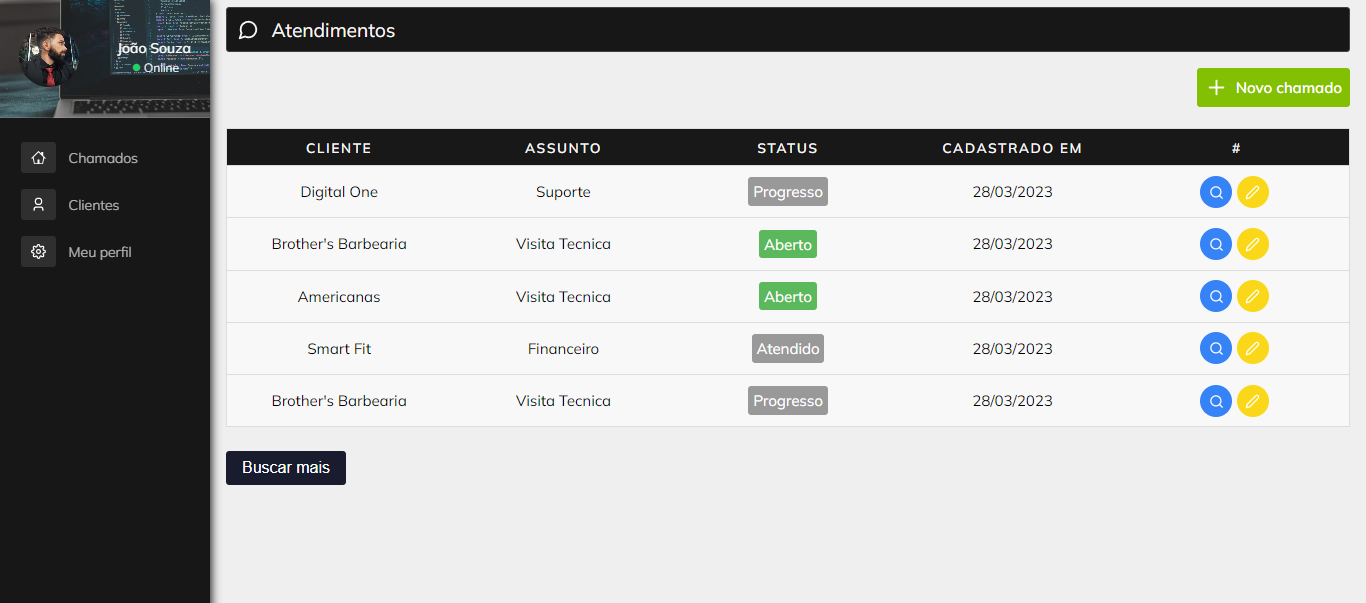 João Souza
Online
Chamados
Clientes
Meu perfil
Atendimentos
Novo chamado
CLIENTE ASSUNTO STATUS CADASTRADO EM #
Digital One Suporte Progresso 28/03/2023
Brother's Barbearia Visita Tecnica Aberto 28/03/2023
Americanas Visita Tecnica Aberto 28/03/2023
Smart Fit Financeiro Atendido 28/03/2023
Brother's Barbearia Visita Tecnica Progresso 28/03/2023
Buscar mais